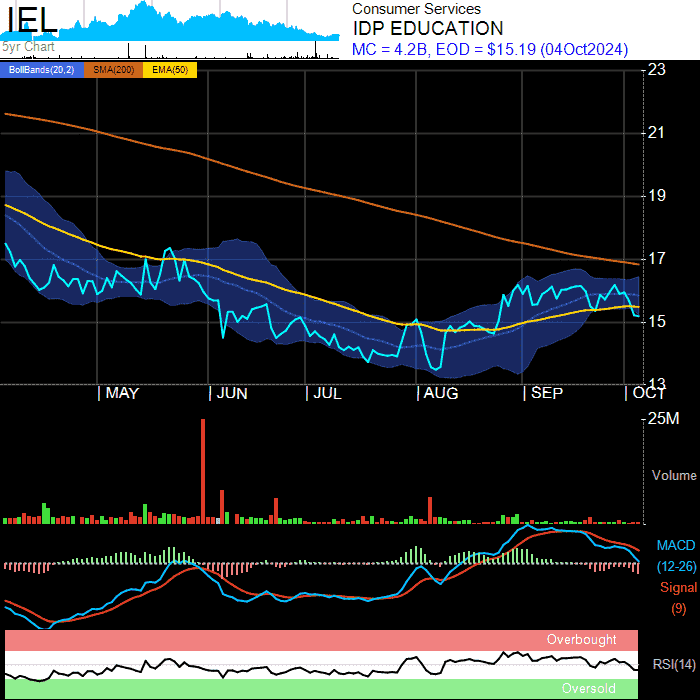 IEL
5yr Chart
Consumer Services
IDP EDUCATION
MC = 4.2B, EOD = $15.19 (04Oct2024)
BollBands(20,2) SMA(200) EMA(50)
23
21
19
17
15
13
MAY JUN JUL AUG SEP OCT
25M
Volume
MACD
(12-26)
Signal
(9)
Overbought
RSI(14)
Oversold